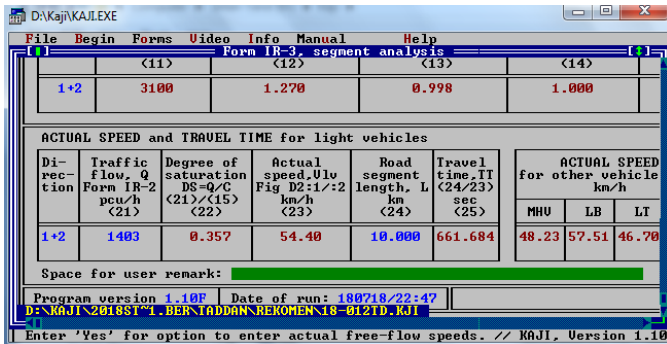 D:\Kaji\KAJI.EXE
File Begin Forms Video Info Manual Help
Form IR-3, segment analysis
(11) (12) (13) (14)
1+2 3100 1.270 0.998 1.000
ACTUAL SPEED and TRAVEL TIME for light vehicles
Di- Traffic Degree of Actual Road Travel ACTUAL SPEED
rec- flow, Q saturation speed,Vlv segment time,TT for other vehicle
tion Form IR-2 DS=Q/C Fig D2:1/:2 length, L (24/23) km/h
pcu/h (21)/(15) km/h km sec
(21) (22) (23) (24) (25) MHV LB LT
1+2 1403 0.357 54.40 10.000 661.684 48.23 57.51 46.70
Space for user remark:
Program version 1.10F Date of run: 180718/22:47
D:\KAJI\2018ST~1.BER\TADDAN\REKOMEN\18-012TD.KJI
Enter 'Yes' for option to enter actual free-flow speeds. // KAJI, Version 1.10